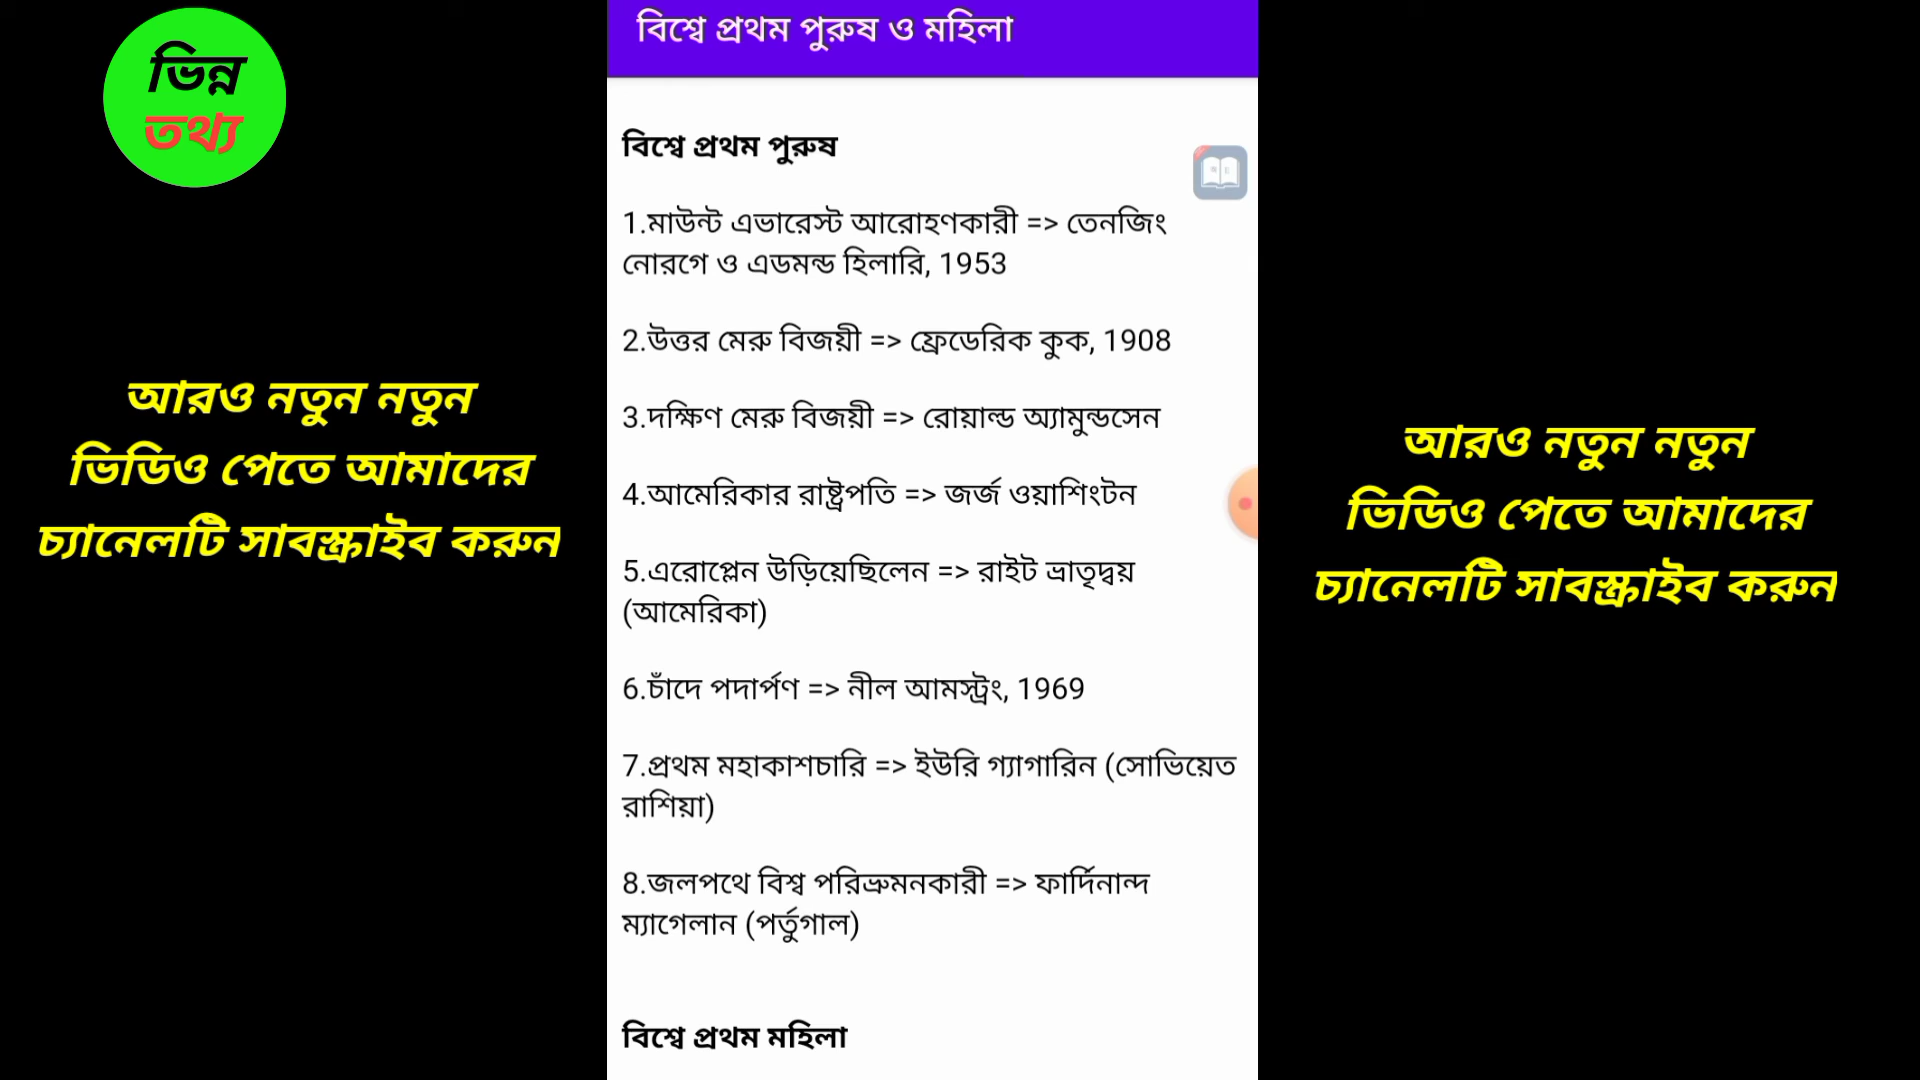 ভিন্ন
তথ্য
আরও নতুন নতুন
ভিডিও পেতে আমাদের
চ্যানেলটি সাবস্ক্রাইব করুন
বিশ্বে প্রথম পুরুষ ও মহিলা
বিশ্বে প্রথম পুরুষ
1.মাউন্ট এভারেস্ট আরোহণকারী => তেনজিং
নোরগে ও এডমন্ড হিলারি, 1953
2.উত্তর মেরু বিজয়ী => ফ্রেডেরিক কুক, 1908
3.দক্ষিণ মেরু বিজয়ী => রোয়াল্ড অ্যামুন্ডসেন
4.আমেরিকার রাষ্ট্রপতি => জর্জ ওয়াশিংটন
5.এরোপ্লেন উড়িয়েছিলেন => রাইট ভ্রাতৃদ্বয়
(আমেরিকা)
6.চাঁদে পদার্পণ => নীল আমস্ট্রং, 1969
7.প্রথম মহাকাশচারি => ইউরি গ্যাগারিন (সোভিয়েত
রাশিয়া)
8.জলপথে বিশ্ব পরিভ্রুমনকারী => ফার্দিনান্দ
ম্যাগেলান (পর্তুগাল)
বিশ্বে প্রথম মহিলা
আরও নতুন নতুন
ভিডিও পেতে আমাদের
চ্যানেলটি সাবস্ক্রাইব করুন